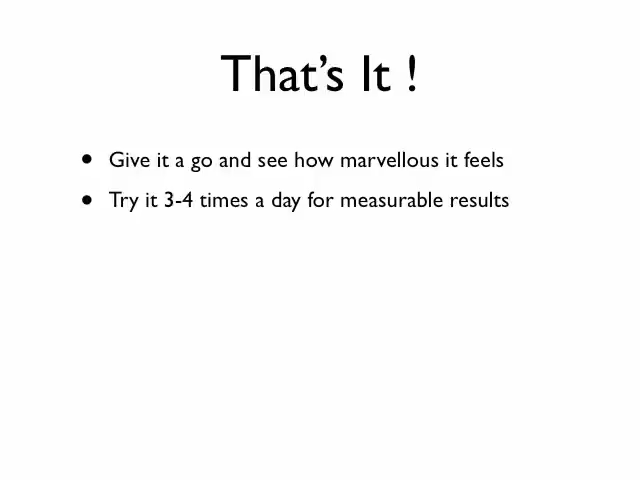 That’s It !
• Give it a go and see how marvellous it feels
• Try it 3-4 times a day for measurable results